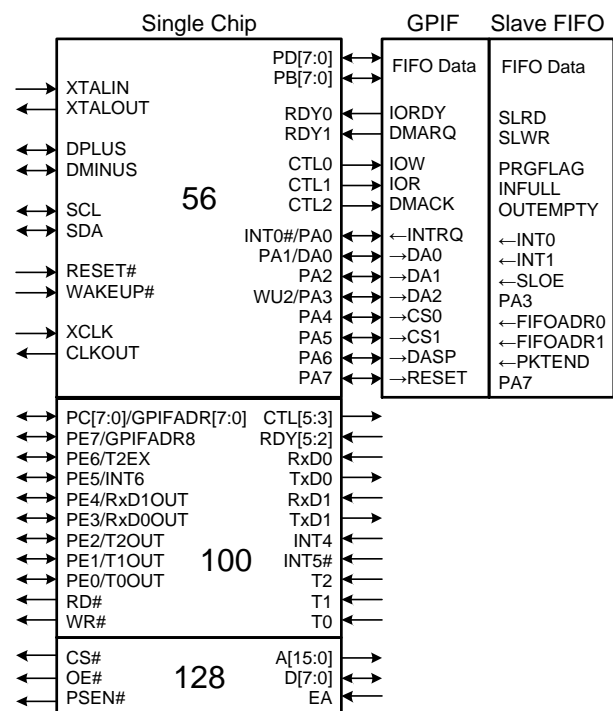 Single Chip GPIF Slave FIFO
PD[7:0] FIFO Data FIFO Data
PB[7:0]
XTALIN
XTALOUT RDY0 IORDY SLRD
RDY1 DMARQ SLWR
DPLUS
DMINUS CTL0 IOW PRGFLAG
CTL1 IOR INFULL
56
SCL CTL2 DMACK OUTEMPTY
SDA INT0#/PA0 ←INTRQ ←INT0
PA1/DA0 →DA0 ←INT1
RESET# PA2 →DA1 ←SLOE
WAKEUP# WU2/PA3 →DA2 PA3
PA4 →CS0 ←FIFOADR0
XCLK PA5 →CS1 ←FIFOADR1
CLKOUT PA6 →DASP ←PKTEND
PA7 →RESET PA7
PC[7:0]/GPIFADR[7:0] CTL[5:3]
PE7/GPIFADR8 RDY[5:2]
PE6/T2EX RxD0
PE5/INT6 TxD0
PE4/RxD1OUT RxD1
PE3/RxD0OUT TxD1
PE2/T2OUT INT4
PE1/T1OUT 100 INT5#
PE0/T0OUT T2
RD# T1
WR# T0
CS# A[15:0]
OE# 128 D[7:0]
PSEN# EA